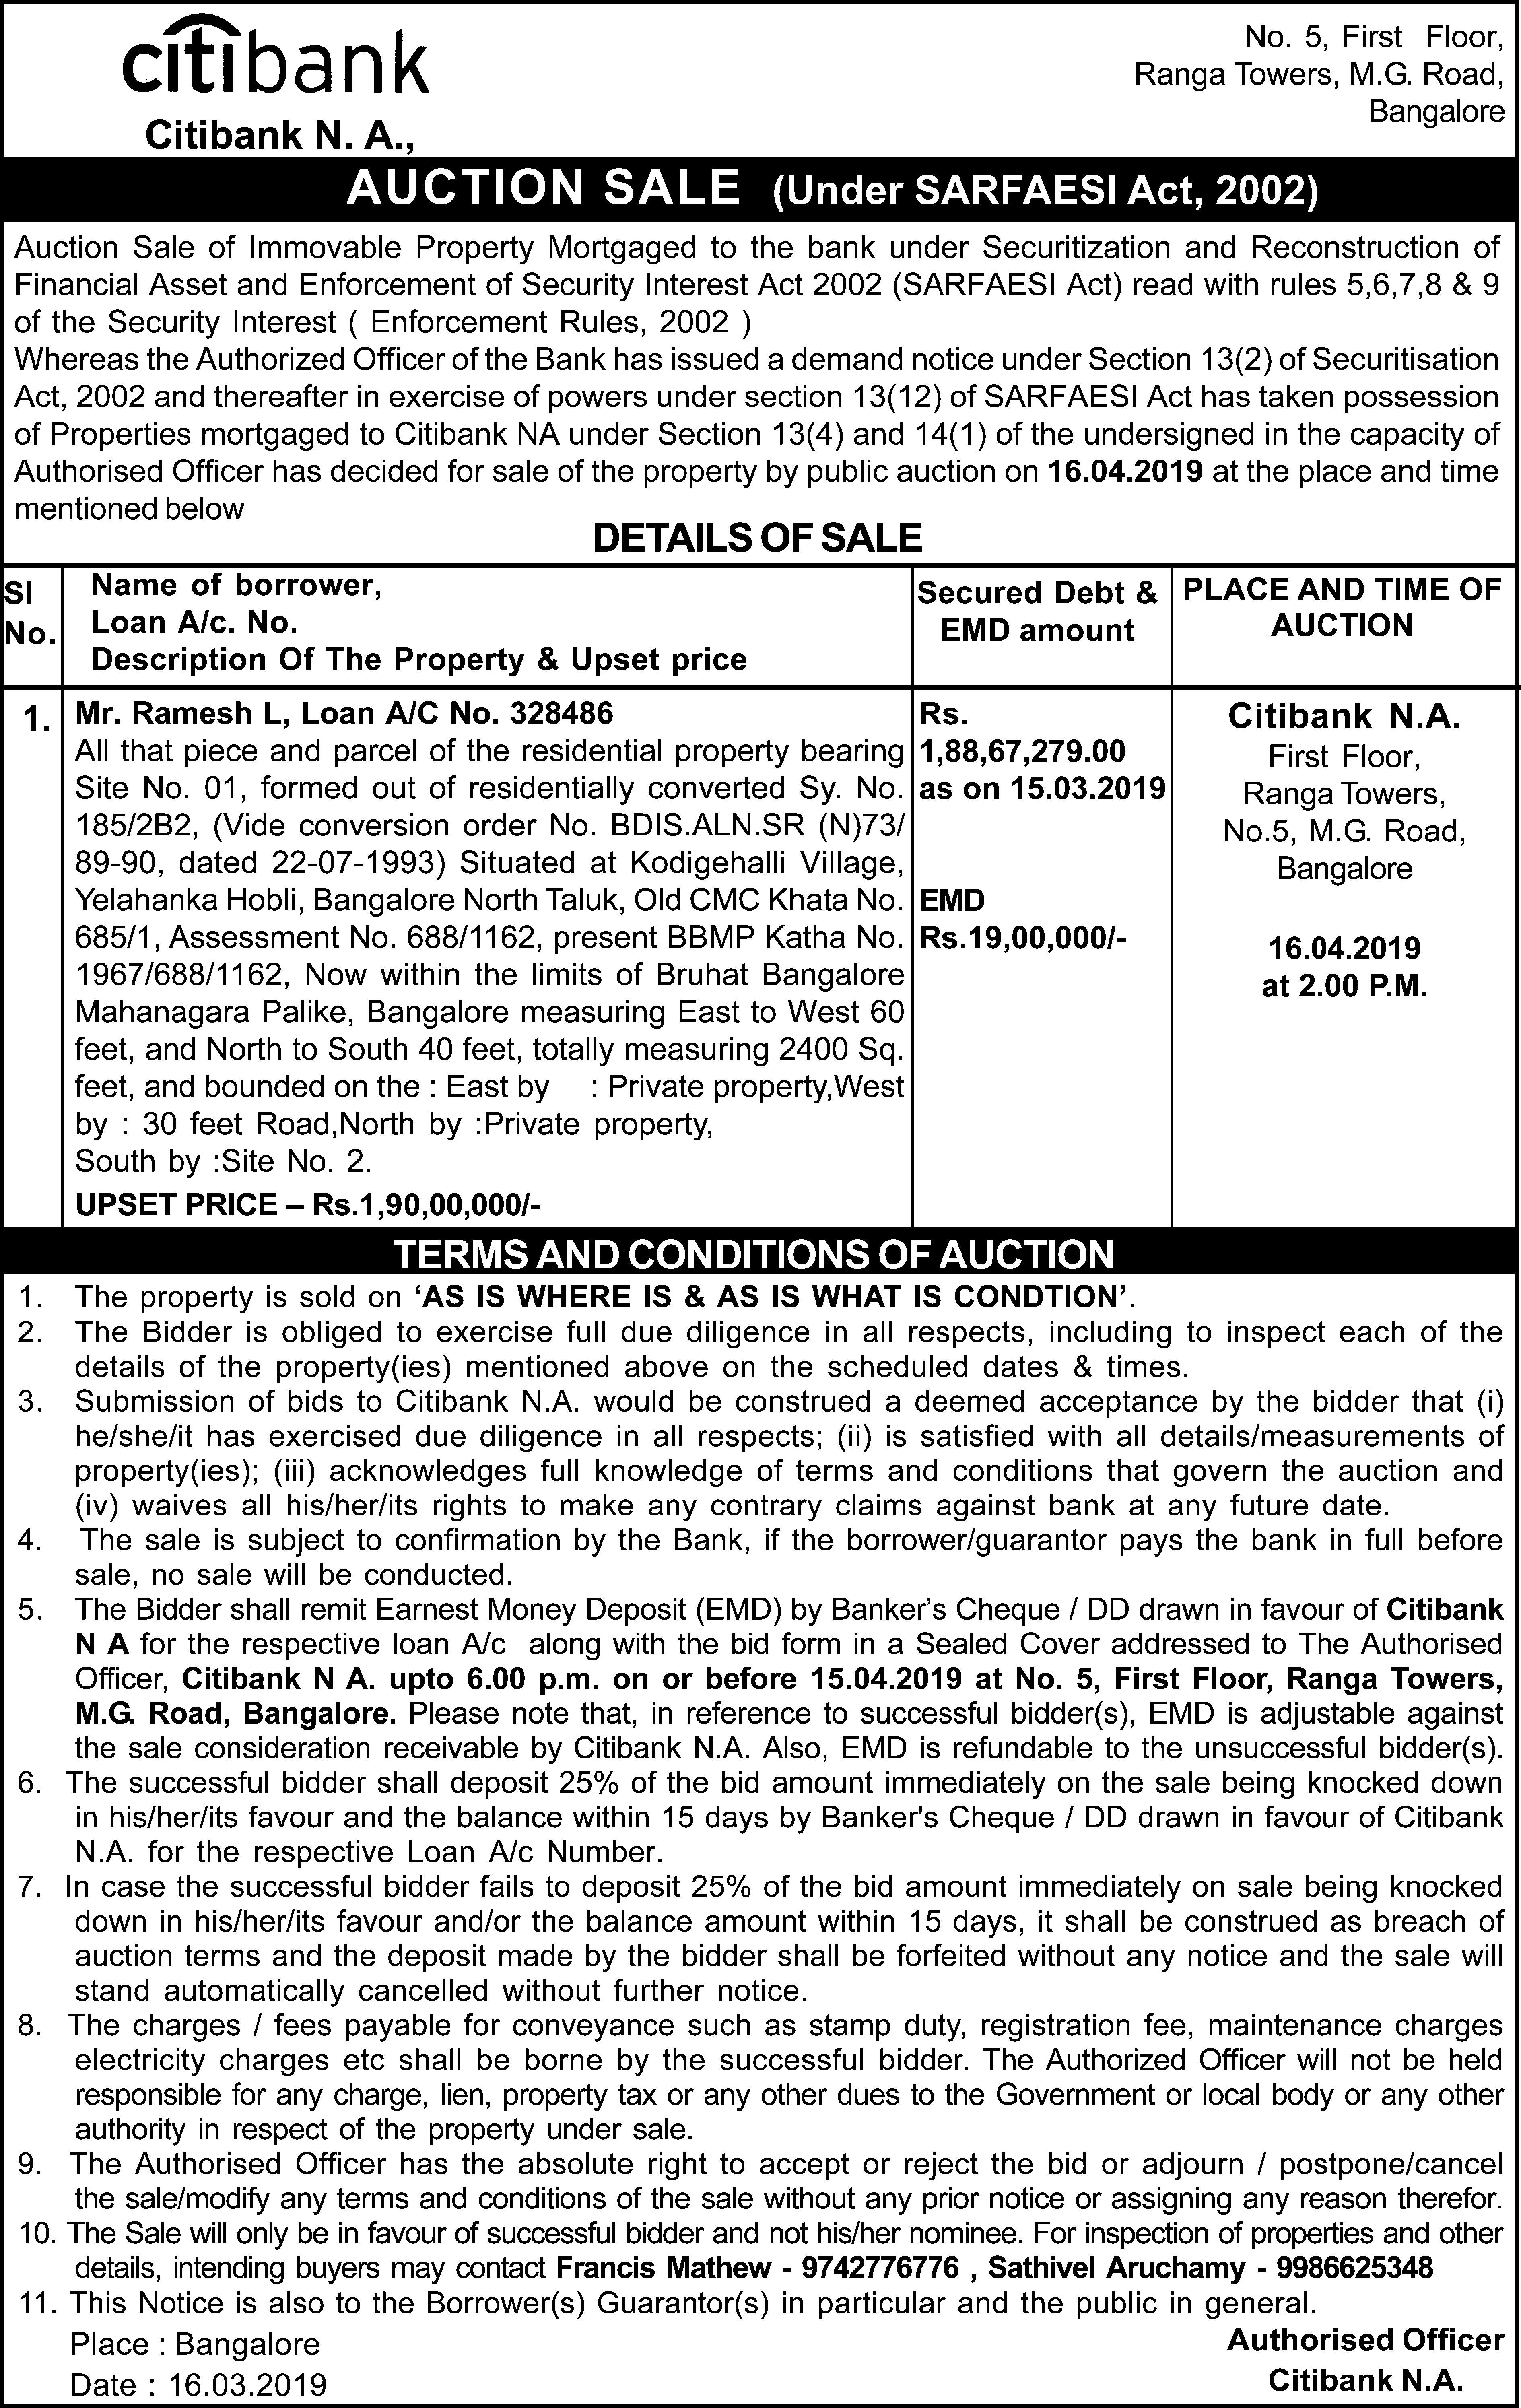 citibank
Citibank N. A.,
No. 5, First Floor,
Ranga Towers, M.G. Road,
Bangalore
AUCTION SALE (Under SARFAESI Act, 2002)
Auction Sale of Immovable Property Mortgaged to the bank under Securitization and Reconstruction of
Financial Asset and Enforcement of Security Interest Act 2002 (SARFAESI Act) read with rules 5,6,7,8 & 9
of the Security Interest ( Enforcement Rules, 2002 )
Whereas the Authorized Officer of the Bank has issued a demand notice under Section 13(2) of Securitisation
Act, 2002 and thereafter in exercise of powers under section 13(12) of SARFAESI Act has taken possession
of Properties mortgaged to Citibank NA under Section 13(4) and 14(1) of the undersigned in the capacity of
Authorised Officer has decided for sale of the property by public auction on 16.04.2019 at the place and time
mentioned below
DETAILS OF SALE
Sl
No.
Name of borrower,
Loan A/c. No.
Description Of The Property & Upset price
Secured Debt &
EMD amount
PLACE AND TIME OF
AUCTION
1.
Mr. Ramesh L, Loan A/C No. 328486
All that piece and parcel of the residential property bearing
Site No. 01, formed out of residentially converted Sy. No.
185/2B2, (Vide conversion order No. BDIS.ALN.SR (N)73/
89-90, dated 22-07-1993) Situated at Kodigehalli Village,
Yelahanka Hobli, Bangalore North Taluk, Old CMC Khata No.
685/1, Assessment No. 688/1162, present BBMP Katha No.
1967/688/1162, Now within the limits of Bruhat Bangalore
Mahanagara Palike, Bangalore measuring East to West 60
feet, and North to South 40 feet, totally measuring 2400 Sq.
feet, and bounded on the : East by : Private property,West
by : 30 feet Road,North by :Private property,
South by :Site No. 2.
UPSET PRICE – Rs.1,90,00,000/-
Rs.
1,88,67,279.00
as on 15.03.2019
EMD
Rs.19,00,000/-
Citibank N.A.
First Floor,
Ranga Towers,
No.5, M.G. Road,
Bangalore
16.04.2019
at 2.00 P.M.
TERMS AND CONDITIONS OF AUCTION
1. The property is sold on ‘AS IS WHERE IS & AS IS WHAT IS CONDTION’.
2. The Bidder is obliged to exercise full due diligence in all respects, including to inspect each of the
details of the property(ies) mentioned above on the scheduled dates & times.
3. Submission of bids to Citibank N.A. would be construed a deemed acceptance by the bidder that (i)
he/she/it has exercised due diligence in all respects; (ii) is satisfied with all details/measurements of
property(ies); (iii) acknowledges full knowledge of terms and conditions that govern the auction and
(iv) waives all his/her/its rights to make any contrary claims against bank at any future date.
4. The sale is subject to confirmation by the Bank, if the borrower/guarantor pays the bank in full before
sale, no sale will be conducted.
5. The Bidder shall remit Earnest Money Deposit (EMD) by Banker’s Cheque / DD drawn in favour of Citibank
N A for the respective loan A/c along with the bid form in a Sealed Cover addressed to The Authorised
Officer, Citibank N A. upto 6.00 p.m. on or before 15.04.2019 at No. 5, First Floor, Ranga Towers,
M.G. Road, Bangalore. Please note that, in reference to successful bidder(s), EMD is adjustable against
the sale consideration receivable by Citibank N.A. Also, EMD is refundable to the unsuccessful bidder(s).
6. The successful bidder shall deposit 25% of the bid amount immediately on the sale being knocked down
in his/her/its favour and the balance within 15 days by Banker's Cheque / DD drawn in favour of Citibank
N.A. for the respective Loan A/c Number.
7. In case the successful bidder fails to deposit 25% of the bid amount immediately on sale being knocked
down in his/her/its favour and/or the balance amount within 15 days, it shall be construed as breach of
auction terms and the deposit made by the bidder shall be forfeited without any notice and the sale will
stand automatically cancelled without further notice.
8. The charges / fees payable for conveyance such as stamp duty, registration fee, maintenance charges
electricity charges etc shall be borne by the successful bidder. The Authorized Officer will not be held
responsible for any charge, lien, property tax or any other dues to the Government or local body or any other
authority in respect of the property under sale.
9. The Authorised Officer has the absolute right to accept or reject the bid or adjourn / postpone/cancel
the sale/modify any terms and conditions of the sale without any prior notice or assigning any reason therefor.
10. The Sale will only be in favour of successful bidder and not his/her nominee. For inspection of properties and other
details, intending buyers may contact Francis Mathew - 9742776776 , Sathivel Aruchamy - 9986625348
11. This Notice is also to the Borrower(s) Guarantor(s) in particular and the public in general.
Place : Bangalore
Date : 16.03.2019
Authorised Officer
Citibank N.A.